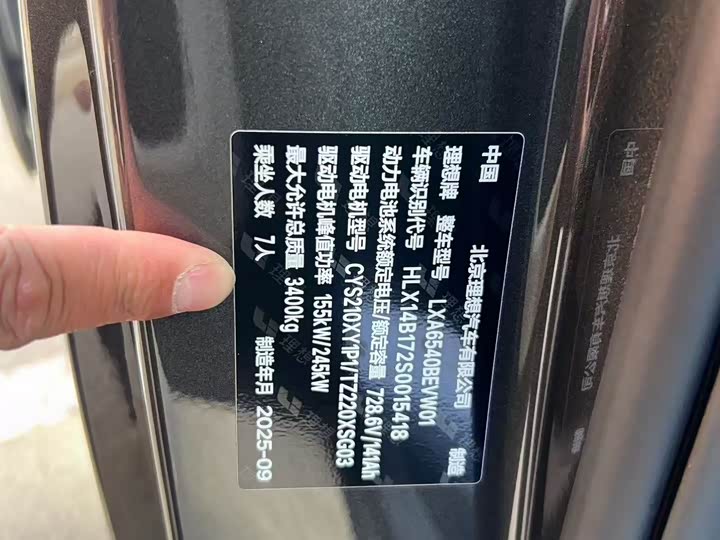 中国 北京理想汽车有限公司 制造
理想牌 整车型号 LXA6540BEVW01
车辆识别代号 HLX14B172S0015418
动力电池系统额定电压/额定容量 728.6V/141Ah
驱动电机型号 CYS210XY1P1/TZ220XSG03
驱动电机峰值功率 155kW/245kW
最大允许总质量 3400kg
乘坐人数 7人 制造年月 2025-09